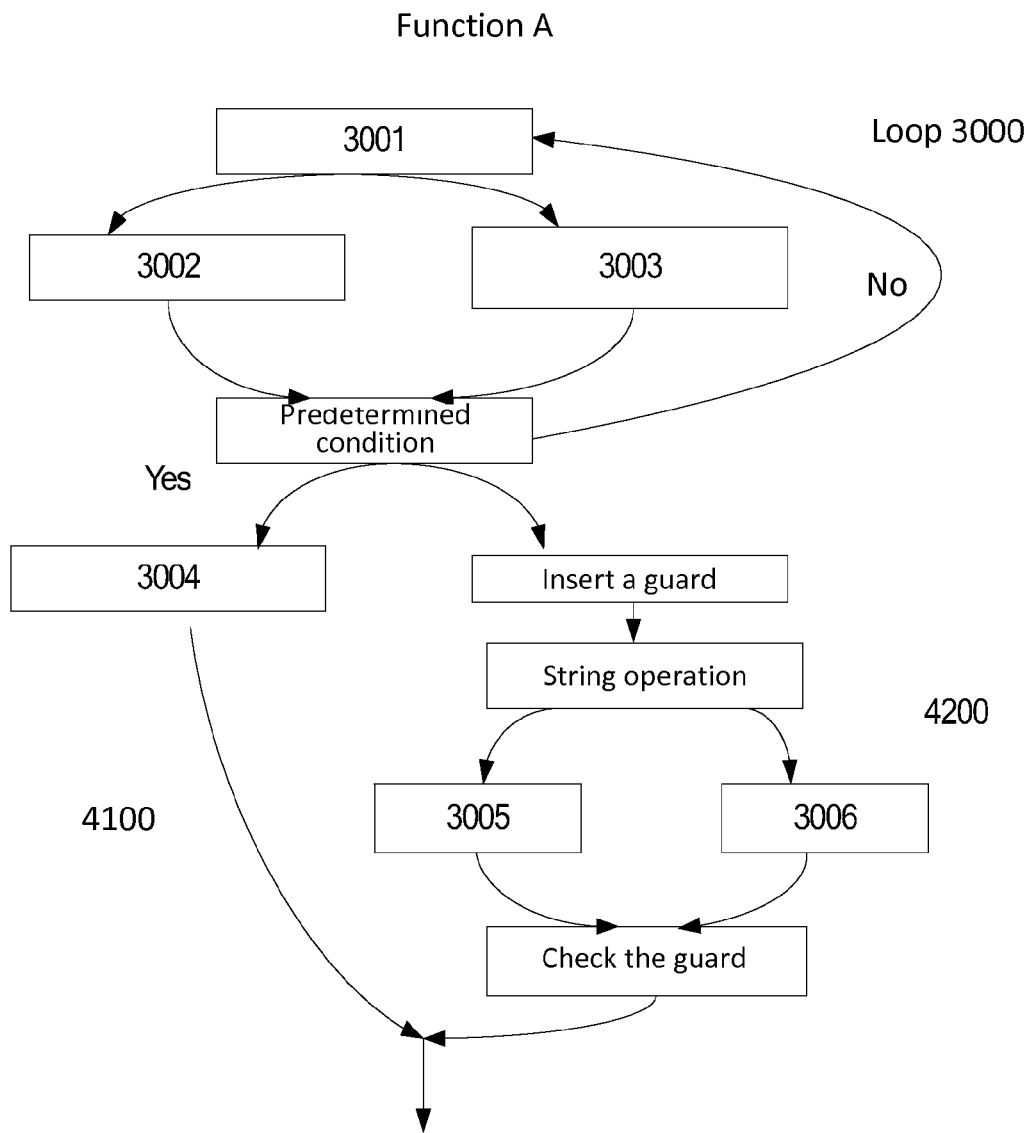 Function A
3001
Loop 3000
3002
3003
No
Predetermined
condition
Yes
3004
Insert a guard
String operation
4200
4100
3005
3006
Check the guard